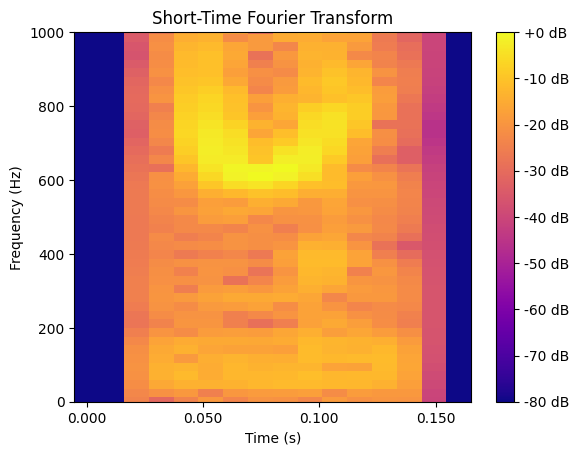 Short-Time Fourier Transform
1000
800
600
400
200
0
Frequency (Hz)
0.000
0.050
0.100
0.150
Time (s)
+0 dB
-10 dB
-20 dB
-30 dB
-40 dB
-50 dB
-60 dB
-70 dB
-80 dB